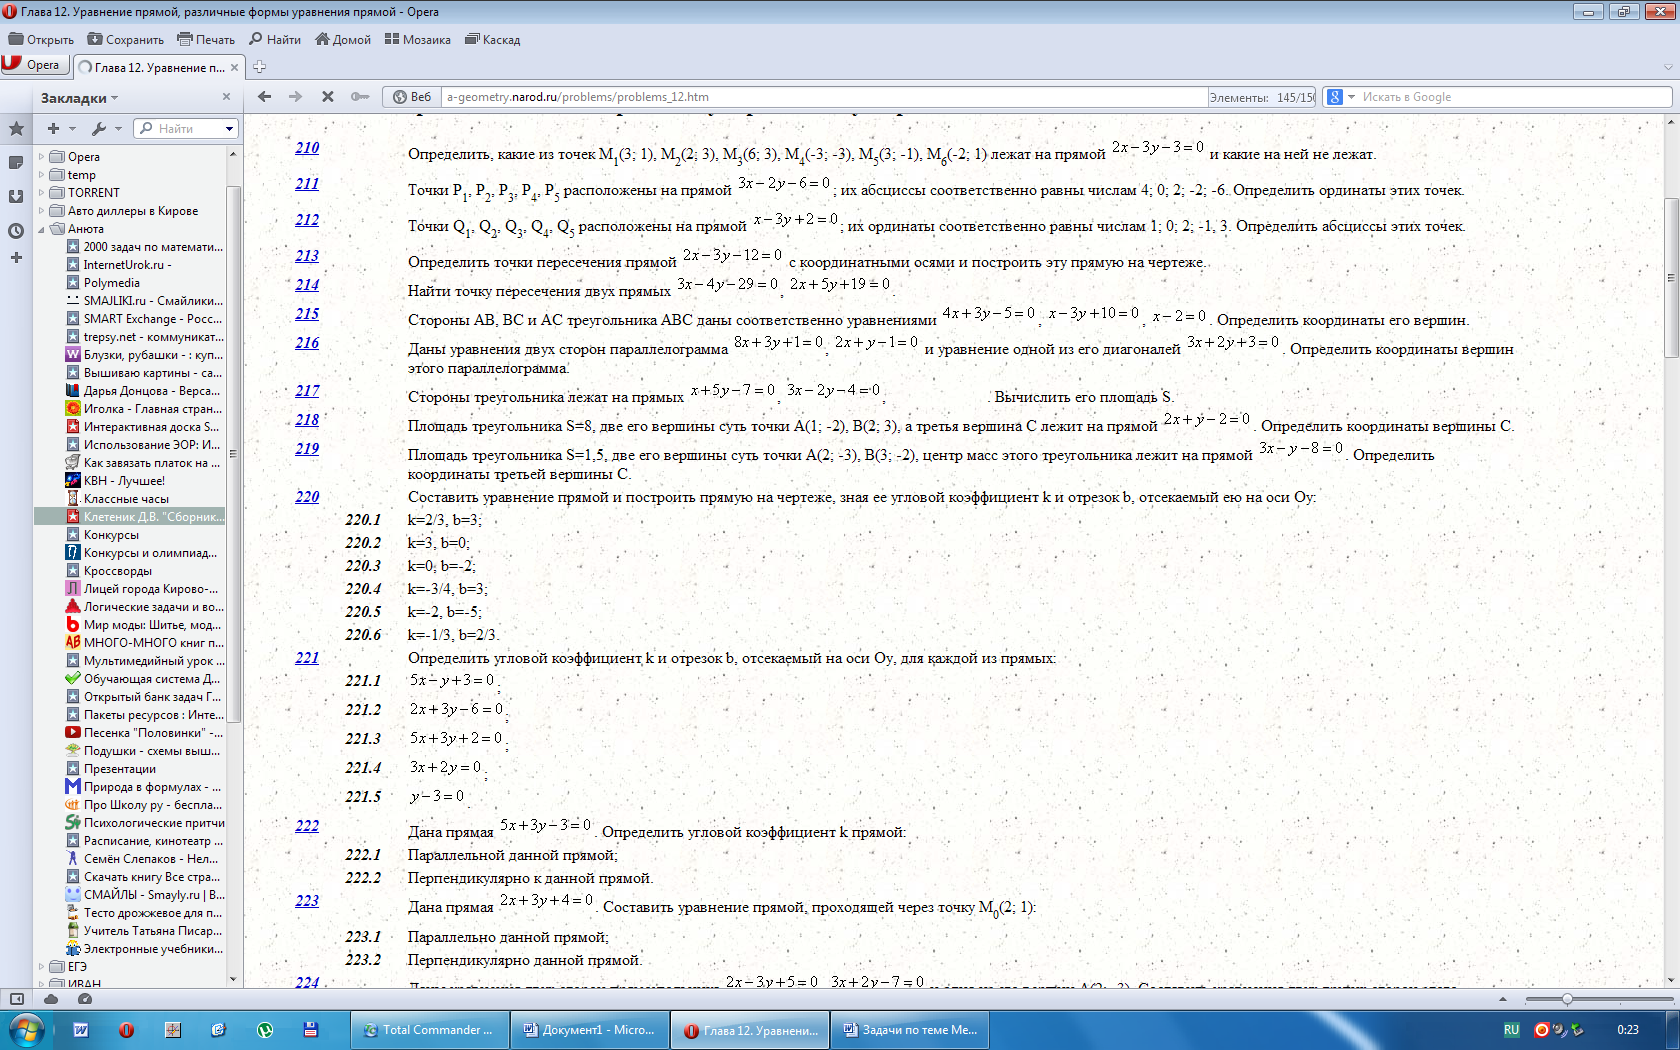 Глава 12. Уравнение прямой, различные формы уравнения прямой - Opera
Открыть Сохранить Печать Найти Домой Мозаика Каскад
Opera Глава 12. Уравнение п...
Закладки Веб a-geometry.narod.ru/problems/problems_12.htm Элементы: 145/15 Искать в Google
Найти
Opera
temp
TORRENT
Авто диллеры в Кирове
Анюта
2000 задач по математи...
InternetUrok.ru -
Polymedia
SMAJLIKI.ru - Смайлики...
SMART Exchange - Росс...
trepsy.net - коммуникат...
Блузки, рубашки - : куп...
Вышиваю картины - са...
Дарья Донцова - Верса...
Иголка - Главная стран...
Интерактивная доска S...
Использование ЭОР: И...
Как завязать платок на ...
КВН - Лучшее!
Классные часы
Клетеник Д.В. "Сборник...
Конкурсы
Конкурсы и олимпиад...
Кроссворды
Лицей города Кирово-...
Логические задачи и во...
Мир моды: Шитье, мод...
МНОГО-МНОГО книг п...
Мультимедийный урок ...
Обучающая система Д...
Открытый банк задач Г...
Пакеты ресурсов : Инте...
Песенка "Половинки" -...
Подушки - схемы выш...
Презентации
Природа в формулах - ...
Про Школу ру - беспла...
Психологические притчи
Расписание, кинотеатр ...
Семён Слепаков - Нел...
Скачать книгу Все стра...
СМАЙЛЫ - Smayly.ru | В...
Тесто дрожжевое для п...
Учитель Татьяна Писар...
Электронные учебники...
ЕГЭ
ИВАН
210 Определить, какие из точек M1(3; 1), M2(2; 3), M3(6; 3), M4(-3; -3), M5(3; -1), M6(-2; 1) лежат на прямой 2x−3y−3=0 и какие на ней не лежат.
211 Точки P1, P2, P3, P4, P5 расположены на прямой 3x−2y−6=0; их абсциссы соответственно равны числам 4; 0; 2; -2; -6. Определить ординаты этих точек.
212 Точки Q1, Q2, Q3, Q4, Q5 расположены на прямой x−3y+2=0; их ординаты соответственно равны числам 1; 0; 2; -1, 3. Определить абсциссы этих точек.
213 Определить точки пересечения прямой 2x−3y−12=0 с координатными осями и построить эту прямую на чертеже.
214 Найти точку пересечения двух прямых 3x−4y−29=0, 2x+5y+19=0.
215 Стороны AB, BC и AC треугольника ABC даны соответственно уравнениями 4x+3y−5=0, x−3y+10=0, x−2=0. Определить координаты его вершин.
216 Даны уравнения двух сторон параллелограмма 8x+3y+1=0, 2x+y−1=0 и уравнение одной из его диагоналей 3x+2y+3=0. Определить координаты вершин
этого параллелограмма.
217 Стороны треугольника лежат на прямых x+5y−7=0, 3x−2y−4=0, . Вычислить его площадь S.
218 Площадь треугольника S=8, две его вершины суть точки A(1; -2), B(2; 3), а третья вершина C лежит на прямой 2x+y−2=0. Определить координаты вершины C.
219 Площадь треугольника S=1,5, две его вершины суть точки A(2; -3), B(3; -2), центр масс этого треугольника лежит на прямой 3x−y−8=0. Определить
координаты третьей вершины C.
220 Составить уравнение прямой и построить прямую на чертеже, зная ее угловой коэффициент k и отрезок b, отсекаемый ею на оси Oy:
220.1 k=2/3, b=3;
220.2 k=3, b=0;
220.3 k=0, b=-2;
220.4 k=-3/4, b=3;
220.5 k=-2, b=-5;
220.6 k=-1/3, b=2/3.
221 Определить угловой коэффициент k и отрезок b, отсекаемый на оси Oy, для каждой из прямых:
221.1 5x−y+3=0;
221.2 2x+3y−6=0;
221.3 5x+3y+2=0;
221.4 3x+2y=0;
221.5 y−3=0.
222 Дана прямая 5x+3y−3=0. Определить угловой коэффициент k прямой:
222.1 Параллельной данной прямой;
222.2 Перпендикулярно к данной прямой.
223 Дана прямая 2x+3y+4=0. Составить уравнение прямой, проходящей через точку M0(2; 1):
223.1 Параллельно данной прямой;
223.2 Перпендикулярно данной прямой.
224 2x−3y+5=0 3x+2y−7=0
Total Commander ... Документ1 - Micro... Глава 12. Уравнени... Задачи по теме Ме... RU 0:23